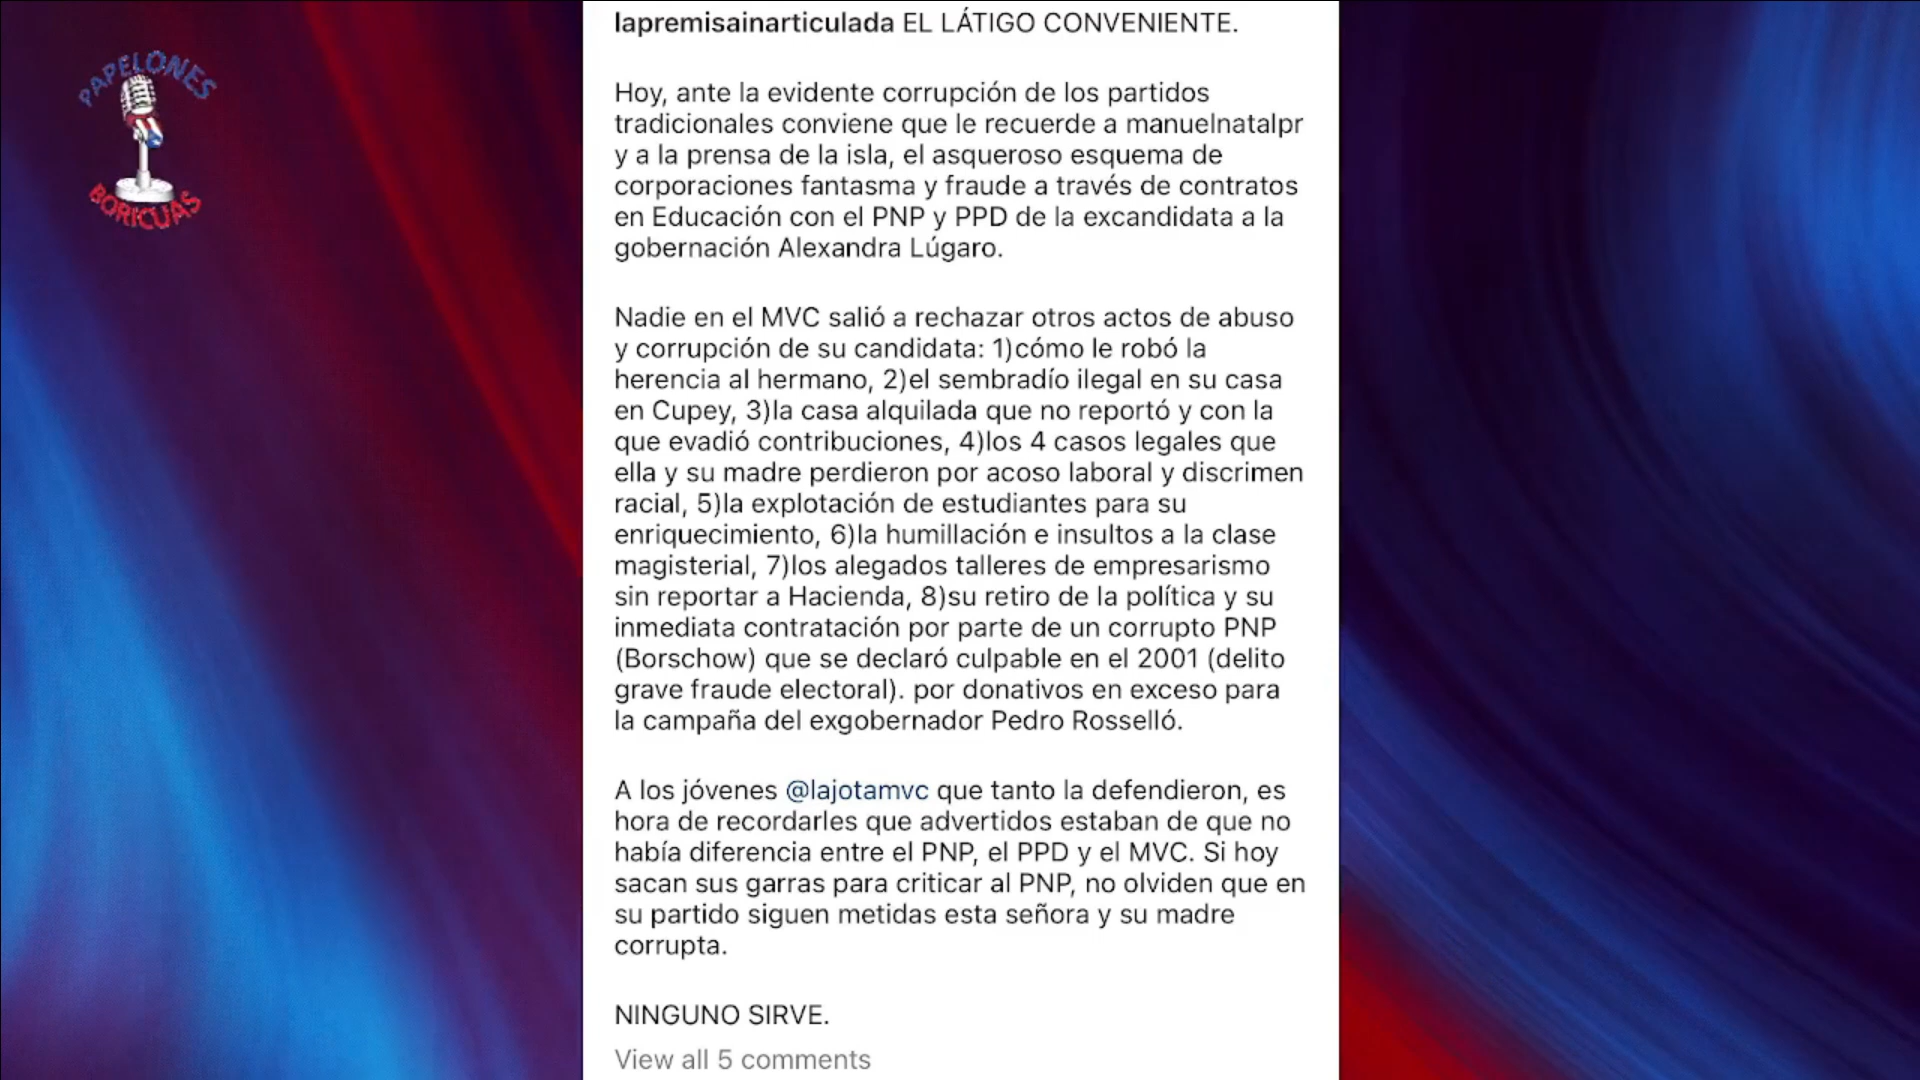 PAPELONES
BORICUAS
lapremisainarticulada EL LÁTIGO CONVENIENTE.
Hoy, ante la evidente corrupción de los partidos
tradicionales conviene que le recuerde a manuelnatalpr
y a la prensa de la isla, el asqueroso esquema de
corporaciones fantasma y fraude a través de contratos
en Educación con el PNP y PPD de la excandidata a la
gobernación Alexandra Lúgaro.
Nadie en el MVC salió a rechazar otros actos de abuso
y corrupción de su candidata: 1)cómo le robó la
herencia al hermano, 2)el sembradío ilegal en su casa
en Cupey, 3)la casa alquilada que no reportó y con la
que evadió contribuciones, 4)los 4 casos legales que
ella y su madre perdieron por acoso laboral y discrimen
racial, 5)la explotación de estudiantes para su
enriquecimiento, 6)la humillación e insultos a la clase
magisterial, 7)los alegados talleres de empresarismo
sin reportar a Hacienda, 8)su retiro de la política y su
inmediata contratación por parte de un corrupto PNP
(Borschow) que se declaró culpable en el 2001 (delito
grave fraude electoral). por donativos en exceso para
la campaña del exgobernador Pedro Rosselló.
A los jóvenes @lajotamvc que tanto la defendieron, es
hora de recordarles que advertidos estaban de que no
había diferencia entre el PNP, el PPD y el MVC. Si hoy
sacan sus garras para criticar al PNP, no olviden que en
su partido siguen metidas esta señora y su madre
corrupta.
NINGUNO SIRVE.
View all 5 comments